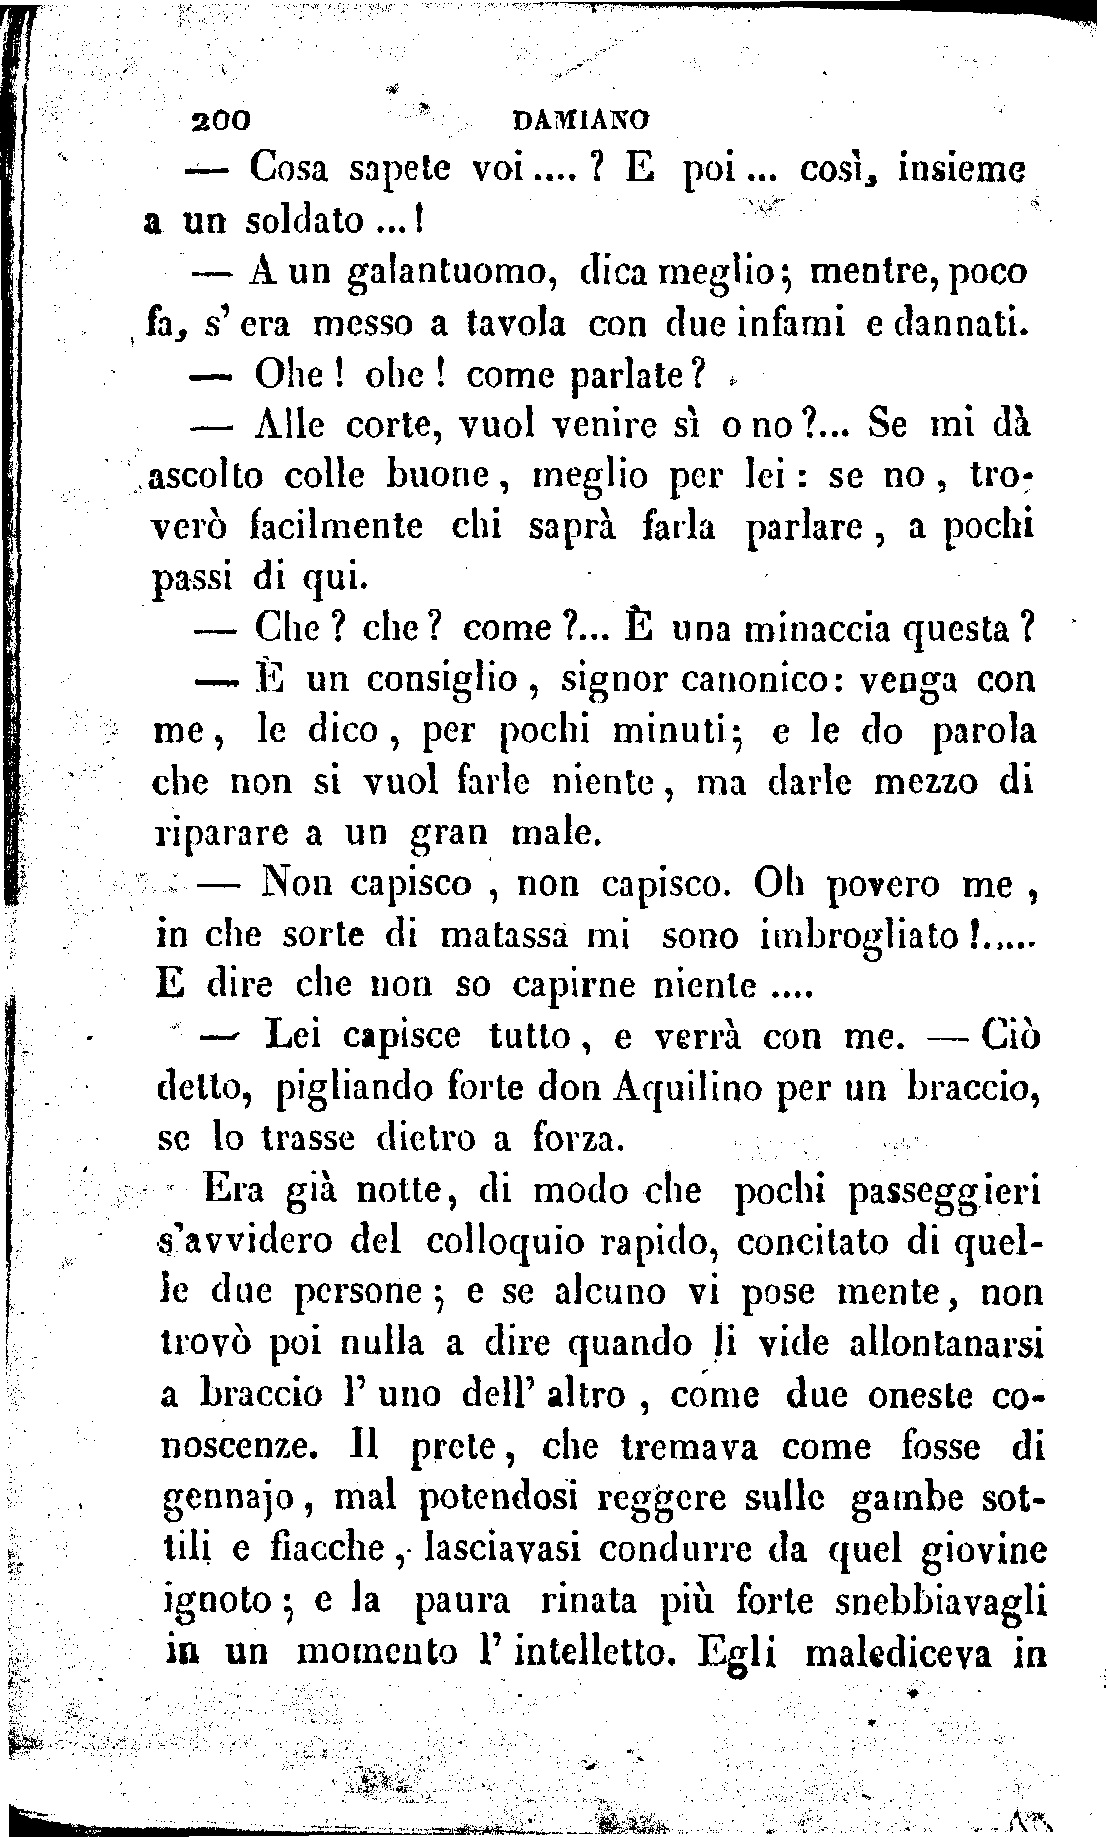 200 DAMIANO
— Cosa sapete voi .... ? E poi ... così, insieme
a un soldato ... !
— A un galantuomo, dica meglio; mentre, poco
fa, s' era messo a tavola con due infami e dannati.
— Ohe ! ohe ! come parlate ?
— Alle corte, vuol venire sì o no ?... Se mi dà
ascolto colle buone , meglio per lei : se no , tro-
verò facilmente chi saprà farla parlare , a pochi
passi di qui.
— Che ? che ? come ?... È una minaccia questa ?
— È un consiglio , signor canonico: venga con
me , le dico , per pochi minuti; e le do parola
che non si vuol farle niente , ma darle mezzo di
riparare a un gran male.
— Non capisco , non capisco. Oh povero me ,
in che sorte di matassa mi sono imbrogliato !.....
E dire che non so capirne niente ....
— Lei capisce tutto , e verrà con me. — Ciò
detto, pigliando forte don Aquilino per un braccio,
se lo trasse dietro a forza.
Era già notte, di modo che pochi passeggieri
s'avvidero del colloquio rapido, concitato di quel-
le due persone ; e se alcuno vi pose mente, non
trovò poi nulla a dire quando li vide allontanarsi
a braccio l' uno dell' altro , come due oneste co-
noscenze. Il prete , che tremava come fosse di
gennajo , mal potendosi reggere sulle gambe sot-
tili e fiacche , lasciavasi condurre da quel giovine
ignoto ; e la paura rinata più forte snebbiavagli
in un momento l' intelletto. Egli malediceva in